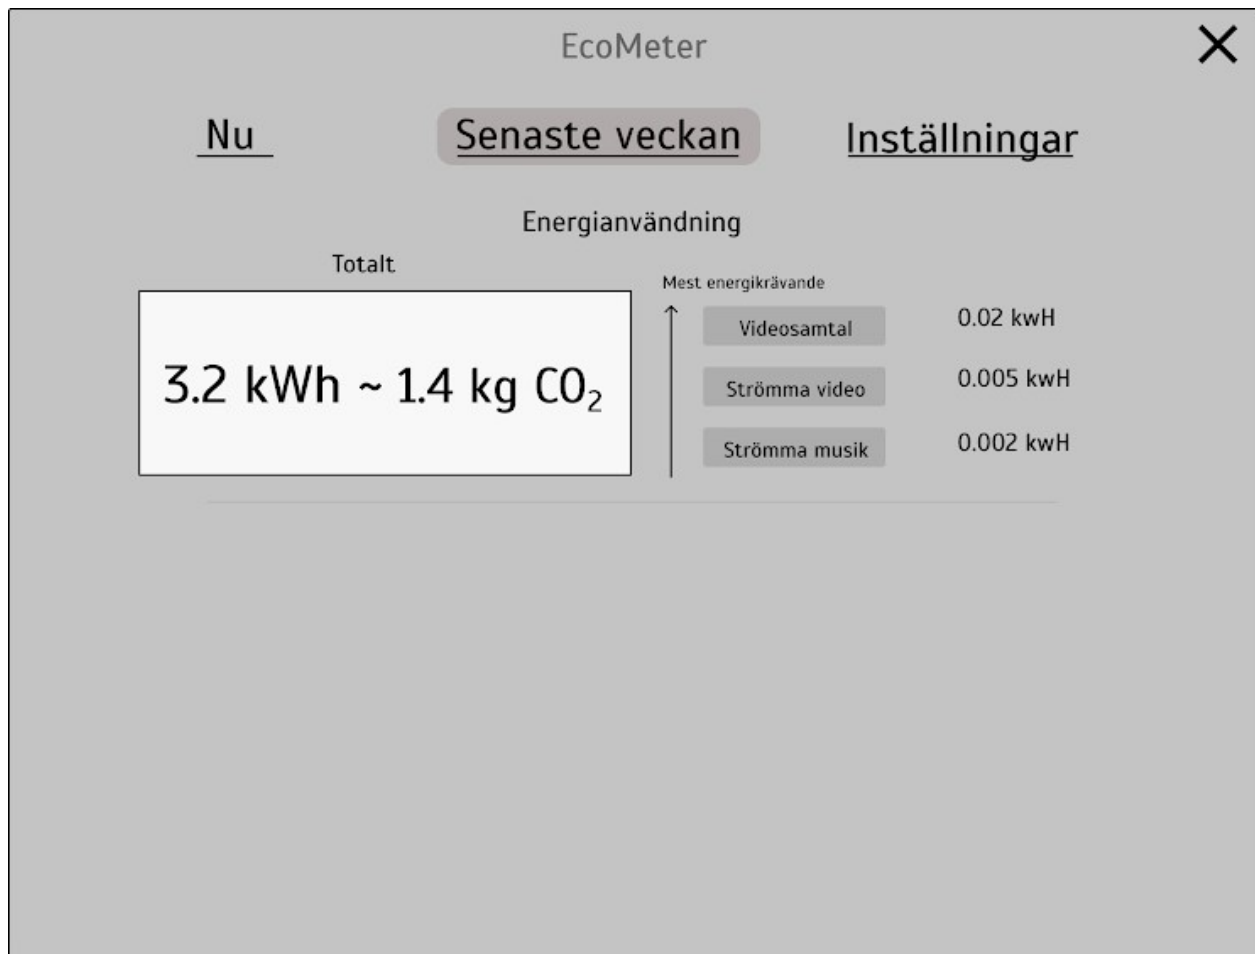 EcoMeter
Nu
Senaste veckan
Inställningar
Energianvändning
Totalt
3.2 kWh ~ 1.4 kg CO₂
Mest energikrävande
Videosamtal 0.02 kwH
Strömma video 0.005 kwH
Strömma musik 0.002 kwH